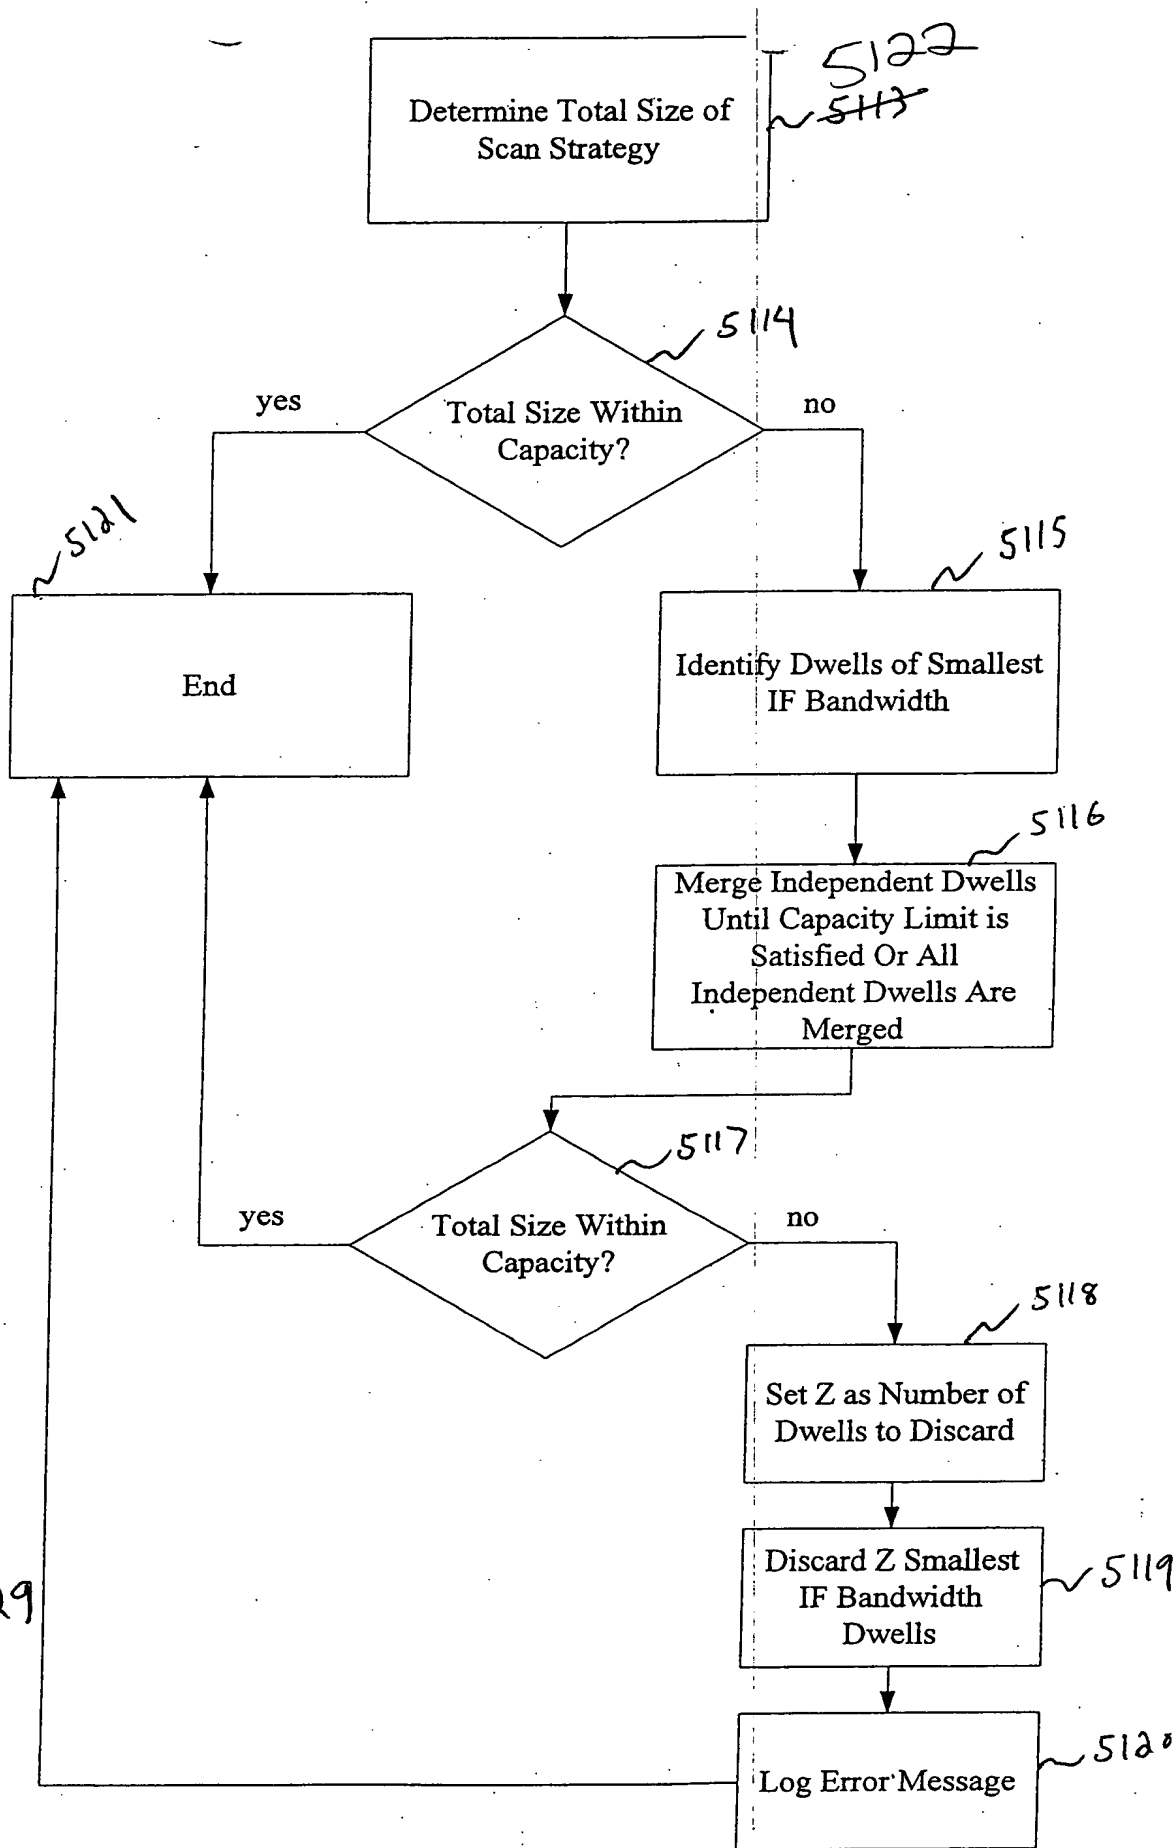 5122
Determine Total Size of
Scan Strategy
5113
5114
yes
Total Size Within
Capacity?
no
5121
5115
End
Identify Dwells of Smallest
IF Bandwidth
5116
Merge Independent Dwells
Until Capacity Limit is
Satisfied Or All
Independent Dwells Are
Merged
5117
yes
Total Size Within
Capacity?
no
5118
Set Z as Number of
Dwells to Discard
Discard Z Smallest
IF Bandwidth
Dwells
5119
29
5120
Log Error Message